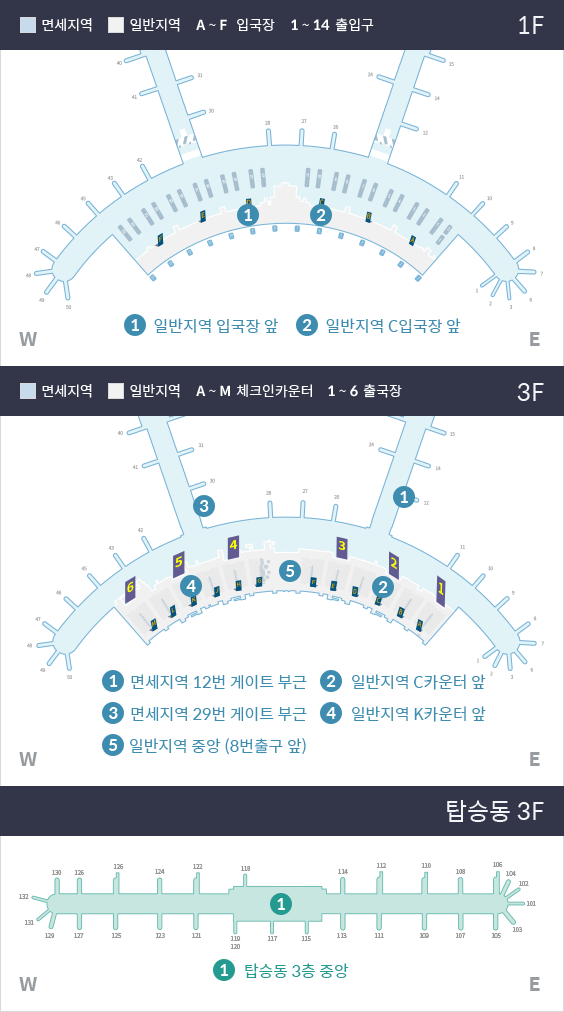 면세지역 일반지역 A ~ F 입국장 1 ~ 14 출입구 1F
40 31 41 30 24 15 14 12
28 27 26
42 43 45 46 47 48 49 50
11 10 9 8 7 6 3 2 1
1 2
1 일반지역 입국장 앞 2 일반지역 C입국장 앞
W E
면세지역 일반지역 A ~ M 체크인카운터 1 ~ 6 출국장 3F
40 31 41 30 24 15 14 12
28 27 26
3 1
42 43 45 46 47 48 49 50
11 10 9 8 7 6 3 2 1
6 5 4 3 2 1
4 5 2
1 면세지역 12번 게이트 부근 2 일반지역 C카운터 앞
3 면세지역 29번 게이트 부근 4 일반지역 K카운터 앞
5 일반지역 중앙 (8번출구 앞)
W E
탑승동 3F
130 126 126 124 122 118 114 112 110 108 106 104 102
132 1 101
131 129 127 125 123 121 119 117 115 113 111 109 107 105 103
120
1 탑승동 3층 중앙
W E